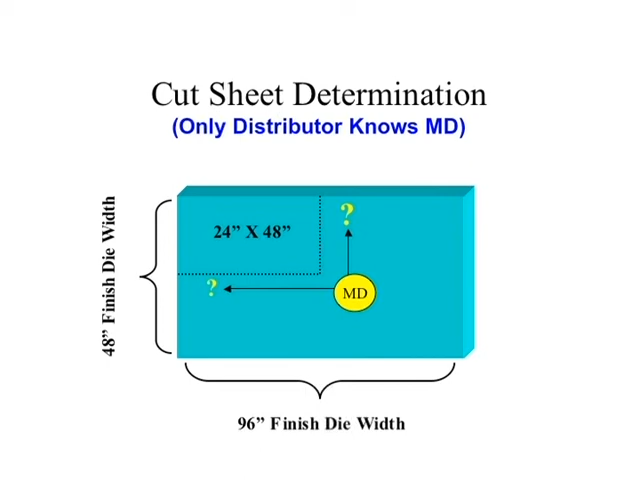 Cut Sheet Determination
(Only Distributor Knows MD)
48” Finish Die Width
24” X 48”
?
?
MD
96” Finish Die Width